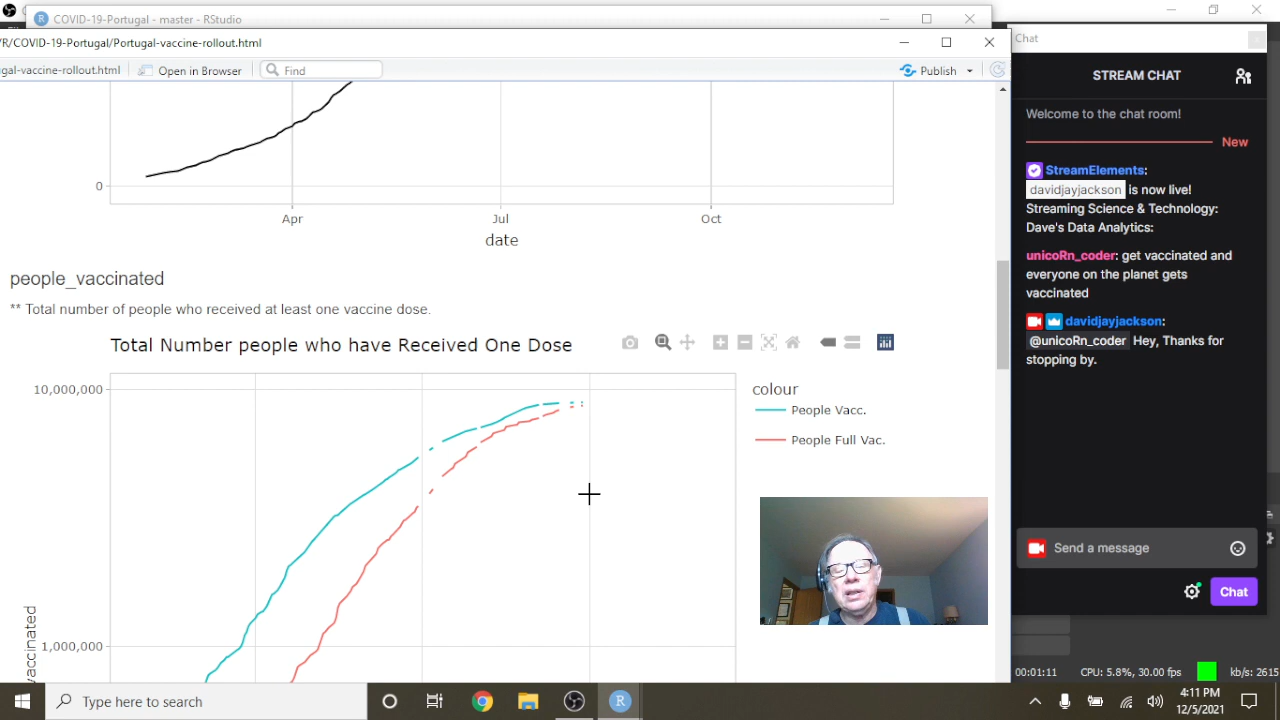 COVID-19-Portugal - master - RStudio
/R/COVID-19-Portugal/Portugal-vaccine-rollout.html
gal-vaccine-rollout.html
Open in Browser
Find
Publish
0
Apr
Jul
Oct
date
people_vaccinated
** Total number of people who received at least one vaccine dose.
Total Number people who have Received One Dose
10,000,000
1,000,000
vaccinated
colour
People Vacc.
People Full Vac.
Chat
STREAM CHAT
Welcome to the chat room!
New
StreamElements:
davidjayjackson is now live!
Streaming Science & Technology:
Dave's Data Analytics:
unicoRn_coder: get vaccinated and
everyone on the planet gets
vaccinated
davidjayjackson:
@unicoRn_coder Hey, Thanks for
stopping by.
Send a message
Chat
00:01:11
CPU: 5.8%, 30.00 fps
kb/s: 2615
Type here to search
R
4:11 PM
12/5/2021